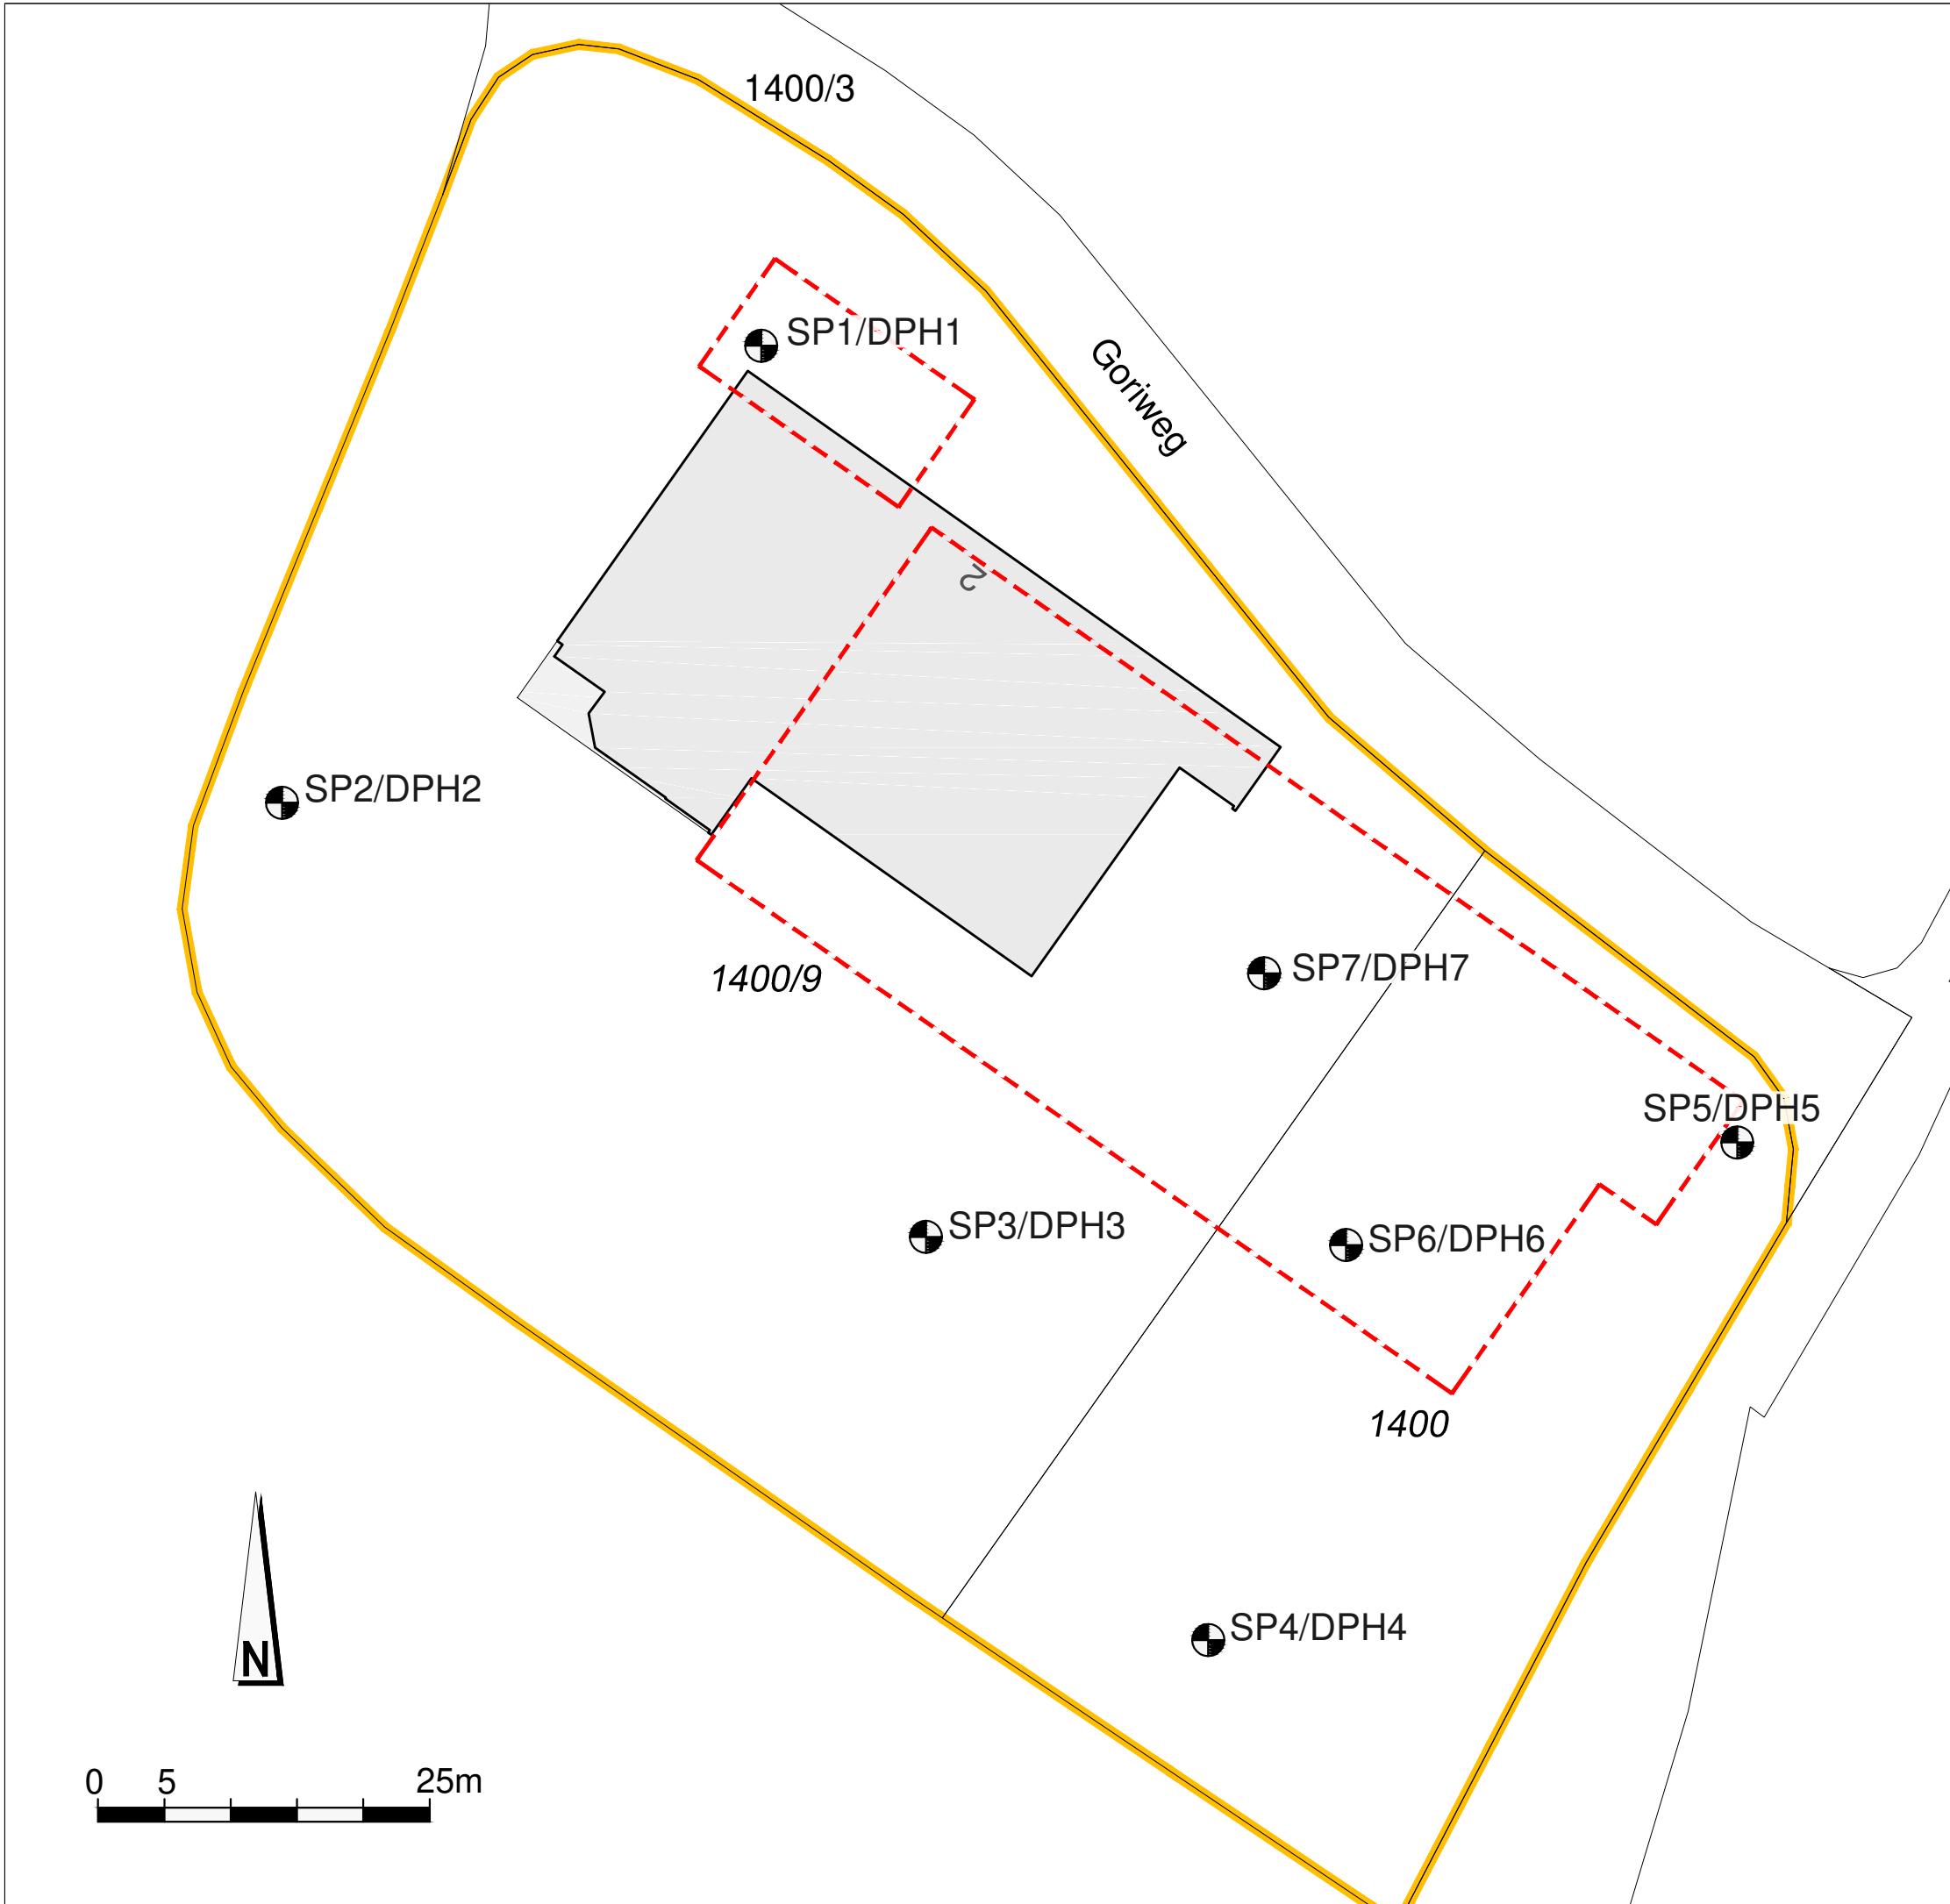 1400/3
SP1/DPH1
Goriweg
2
SP2/DPH2
1400/9
SP7/DPH7
SP5/DPH5
SP3/DPH3
SP6/DPH6
1400
SP4/DPH4
N
0 5 25m